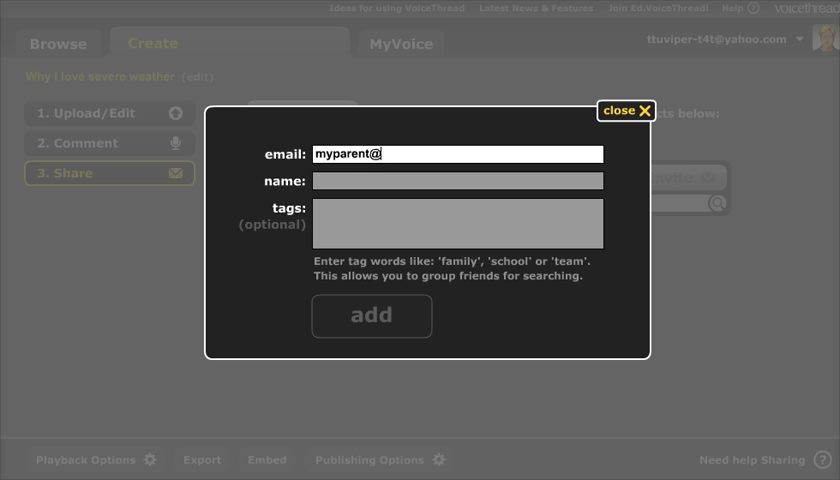 Ideas for using VoiceThread Latest News & Features Join Ed.VoiceThread! Help ? voicethread
Browse Create MyVoice ttuviper-t4t@yahoo.com
Why I love severe weather (edit)
close X
1. Upload/Edit
cts below:
2. Comment
email: myparent@
3. Share
name:
tags:
(optional)
Enter tag words like: 'family', 'school' or 'team'.
This allows you to group friends for searching.
add
Playback Options Export Embed Publishing Options Need help Sharing ?